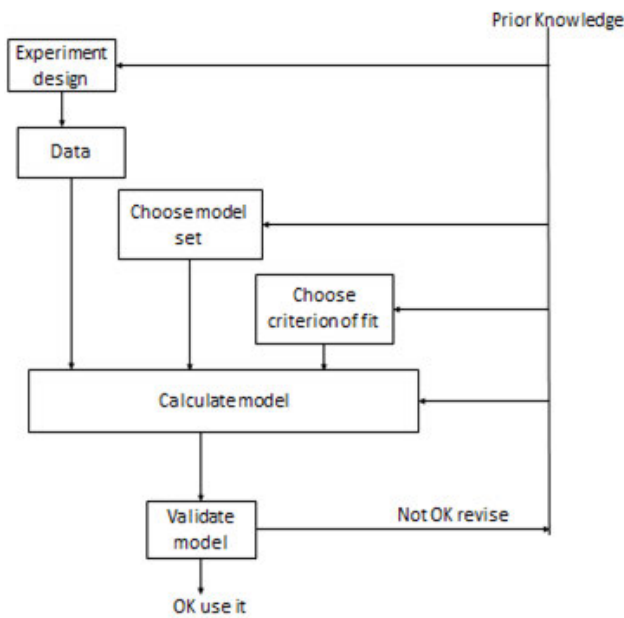 Prior Knowledge
Experiment
design
Data
Choose model
set
Choose
criterion of fit
Calculate model
Validate
model
Not OK revise
OK use it